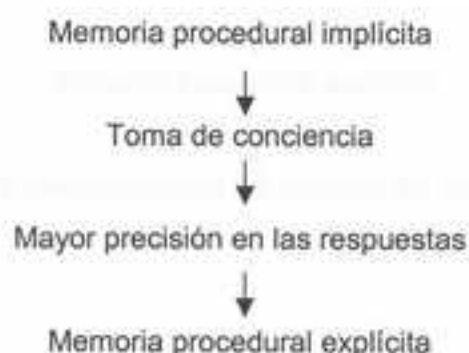 Memoria procedural implícita
Toma de conciencia
Mayor precisión en las respuestas
Memoria procedural explícita